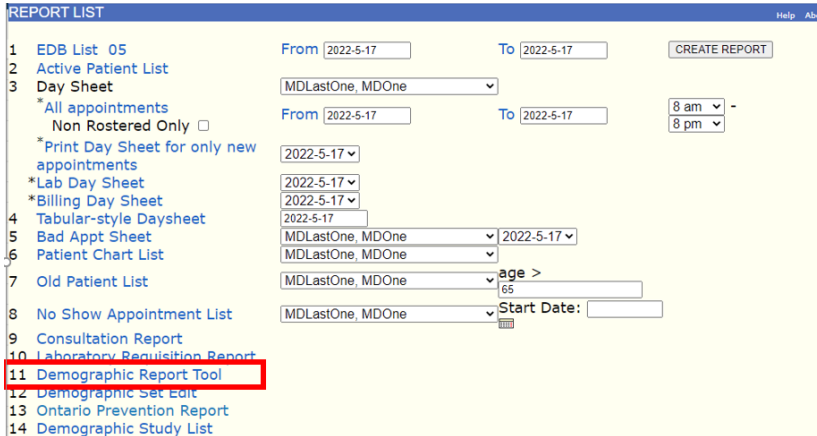 REPORT LIST
Help Abo
1 EDB List 05 From 2022-5-17 To 2022-5-17 CREATE REPORT
2 Active Patient List
3 Day Sheet MDLastOne, MDOne
*All appointments From 2022-5-17 To 2022-5-17 8 am -
Non Rostered Only 8 pm
*Print Day Sheet for only new
appointments 2022-5-17
*Lab Day Sheet 2022-5-17
*Billing Day Sheet 2022-5-17
4 Tabular-style Daysheet 2022-5-17
5 Bad Appt Sheet MDLastOne, MDOne 2022-5-17
6 Patient Chart List MDLastOne, MDOne
7 Old Patient List MDLastOne, MDOne age >
65
8 No Show Appointment List MDLastOne, MDOne Start Date:
9 Consultation Report
10 Laboratory Requisition Report
11 Demographic Report Tool
12 Demographic Set Edit
13 Ontario Prevention Report
14 Demographic Study List